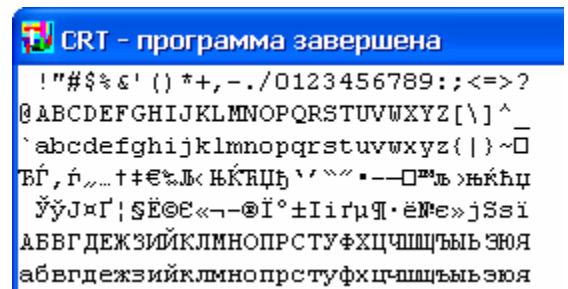 CRT - программа завершена
!"#$%&'()*+,-./0123456789:;<=>?
@ABCDEFGHIJKLMNOPQRSTUVWXYZ[\]^_
`abcdefghijklmnopqrstuvwxyz{|}~□
ЂЃ‚ѓ„…†‡€‰Љ‹ЊЌЋЏђ‘’“”•–—□™љ›њќћџ
ЎўЈ¤Ґ¦§Ё©Є«¬-®Ї°±Ііґµ¶·ё№є»јЅѕї
АБВГДЕЖЗИЙКЛМНОПРСТУФХЦЧШЩЪЫЬЭЮЯ
абвгдежзийклмнопрстуфхцчшщъыьэюя